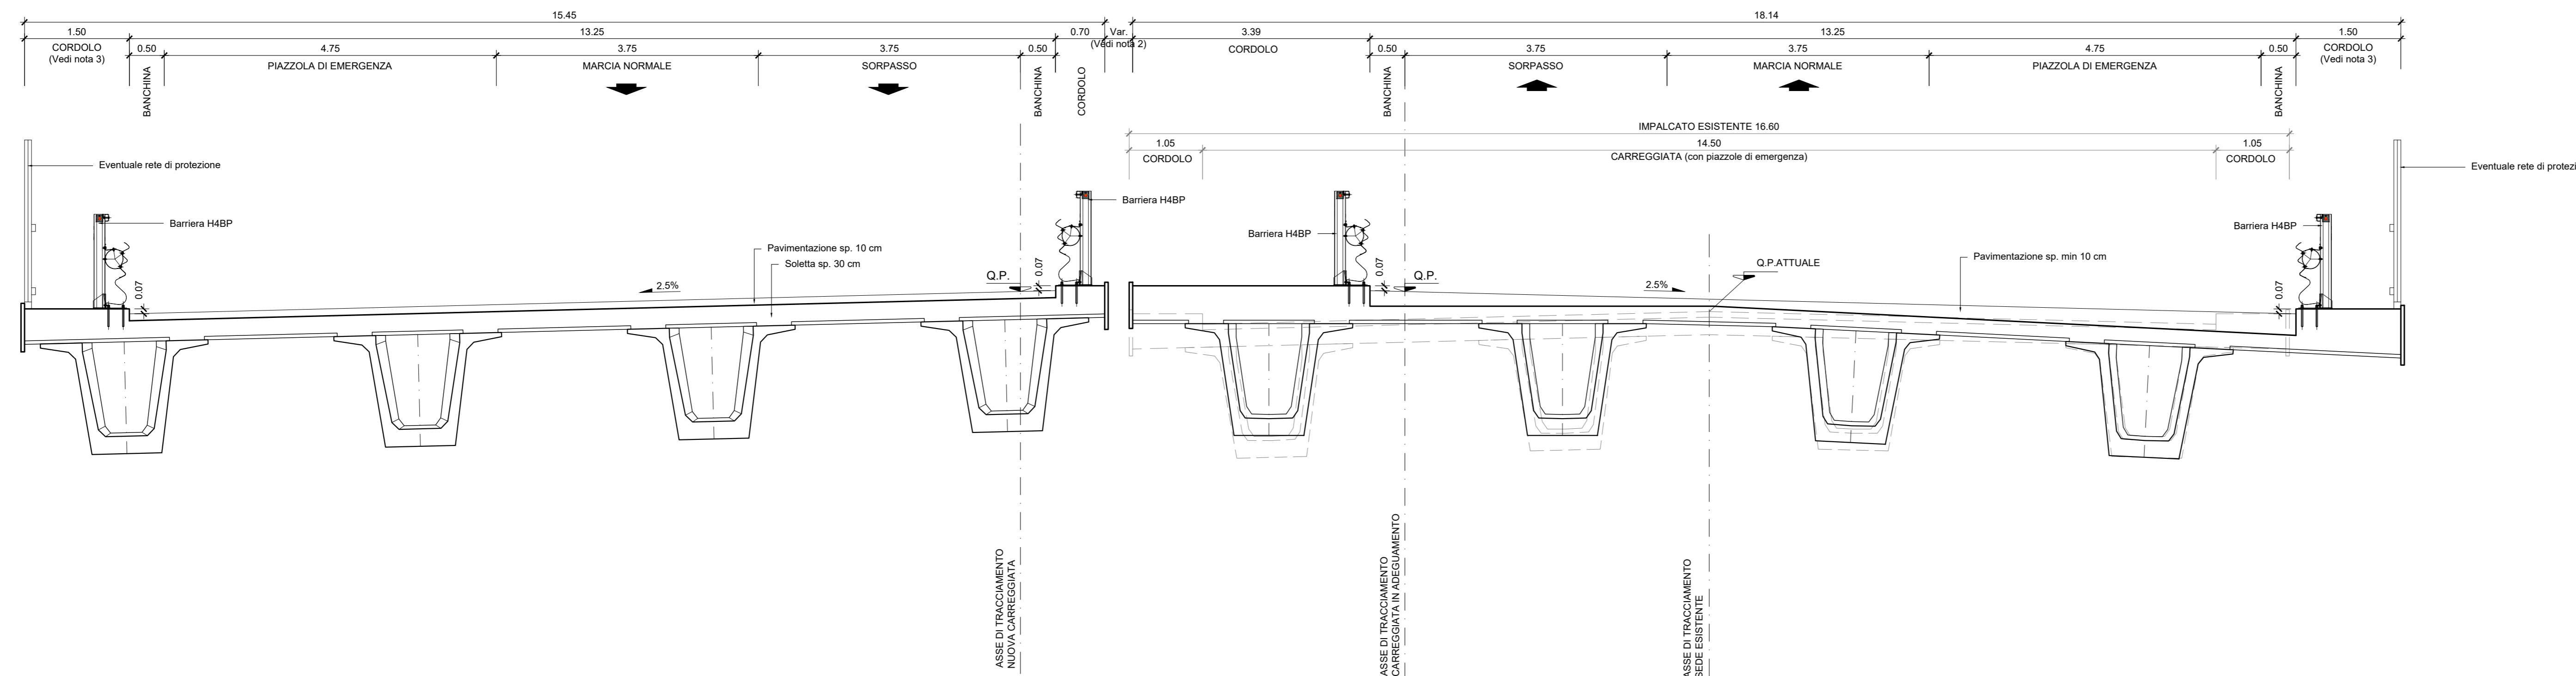 15.45
18.14
1.50
13.25
0.70
Var.
(Vedi nota 2)
3.39
13.25
1.50
CORDOLO
(Vedi nota 3)
0.50
4.75
3.75
3.75
0.50
CORDOLO
0.50
3.75
3.75
4.75
0.50
CORDOLO
(Vedi nota 3)
BANCHINA
PIAZZOLA DI EMERGENZA
MARCIA NORMALE
SORPASSO
BANCHINA
CORDOLO
BANCHINA
SORPASSO
MARCIA NORMALE
PIAZZOLA DI EMERGENZA
BANCHINA
IMPALCATO ESISTENTE 16.60
1.05
14.50
1.05
CORDOLO
CARREGGIATA (con piazzole di emergenza)
CORDOLO
Eventuale rete di protezione
Eventuale rete di protezi
Barriera H4BP
Barriera H4BP
Barriera H4BP
Barriera H4BP
Pavimentazione sp. 10 cm
Soletta sp. 30 cm
Pavimentazione sp. min 10 cm
Q.P.
Q.P.
Q.P.ATTUALE
0.07
2.5%
0.07
0.07
2.5%
0.07
ASSE DI TRACCIAMENTO
NUOVA CARREGGIATA
ASSE DI TRACCIAMENTO
CARREGGIATA IN ADEGUAMENTO
ASSE DI TRACCIAMENTO
SEDE ESISTENTE